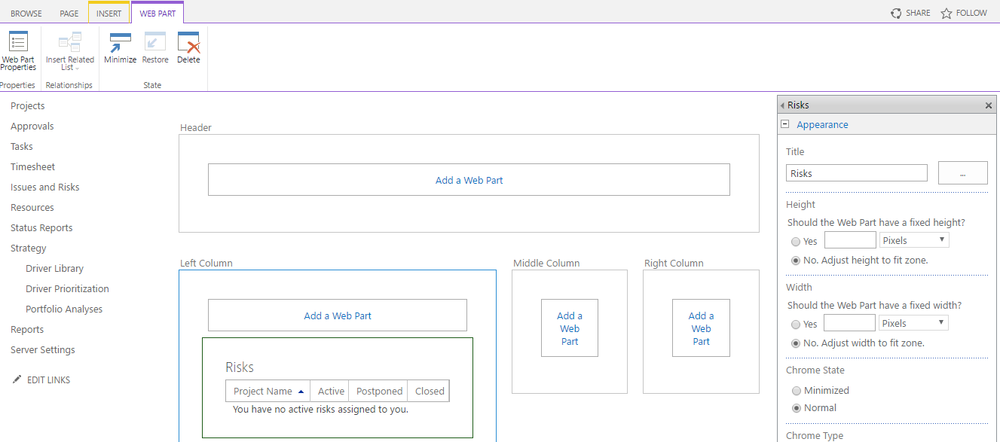 BROWSE PAGE INSERT WEB PART SHARE FOLLOW
Web Part
Properties
Insert Related
List
Minimize
Restore
Delete
Properties
Relationships
State
Projects
Approvals
Tasks
Timesheet
Issues and Risks
Resources
Status Reports
Strategy
Driver Library
Driver Prioritization
Portfolio Analyses
Reports
Server Settings
EDIT LINKS
Header
Add a Web Part
Left Column
Add a Web Part
Risks
Project Name Active Postponed Closed
You have no active risks assigned to you.
Middle Column
Add a
Web
Part
Right Column
Add a
Web
Part
Risks
Appearance
Title
Risks ...
Height
Should the Web Part have a fixed height?
Yes Pixels
No. Adjust height to fit zone.
Width
Should the Web Part have a fixed width?
Yes Pixels
No. Adjust width to fit zone.
Chrome State
Minimized
Normal
Chrome Type